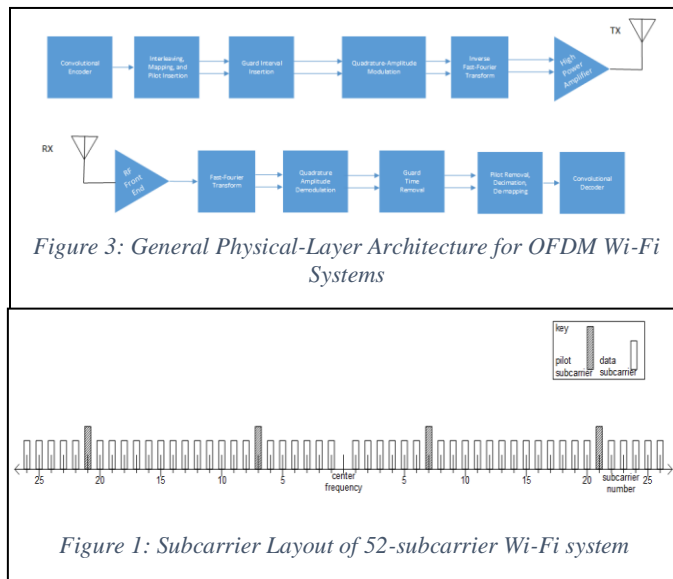 TX
Convolutional
Encoder
Interleaving,
Mapping, and
Pilot Insertion
Guard Interval
Insertion
Quadrature-Amplitude
Modulation
Inverse
Fast-Fourier
Transform
High
Power
Amplifier
RX
RF
Front
End
Fast-Fourier
Transform
Quadrature
Amplitude
Demodulation
Guard
Time
Removal
Pilot Removal,
Decimation,
De-mapping
Convolutional
Decoder
Figure 3: General Physical-Layer Architecture for OFDM Wi-Fi
Systems
key
pilot data
subcarrier subcarrier
25 20 15 10 5 center 5 10 15 20 subcarrier 25
frequency number
Figure 1: Subcarrier Layout of 52-subcarrier Wi-Fi system